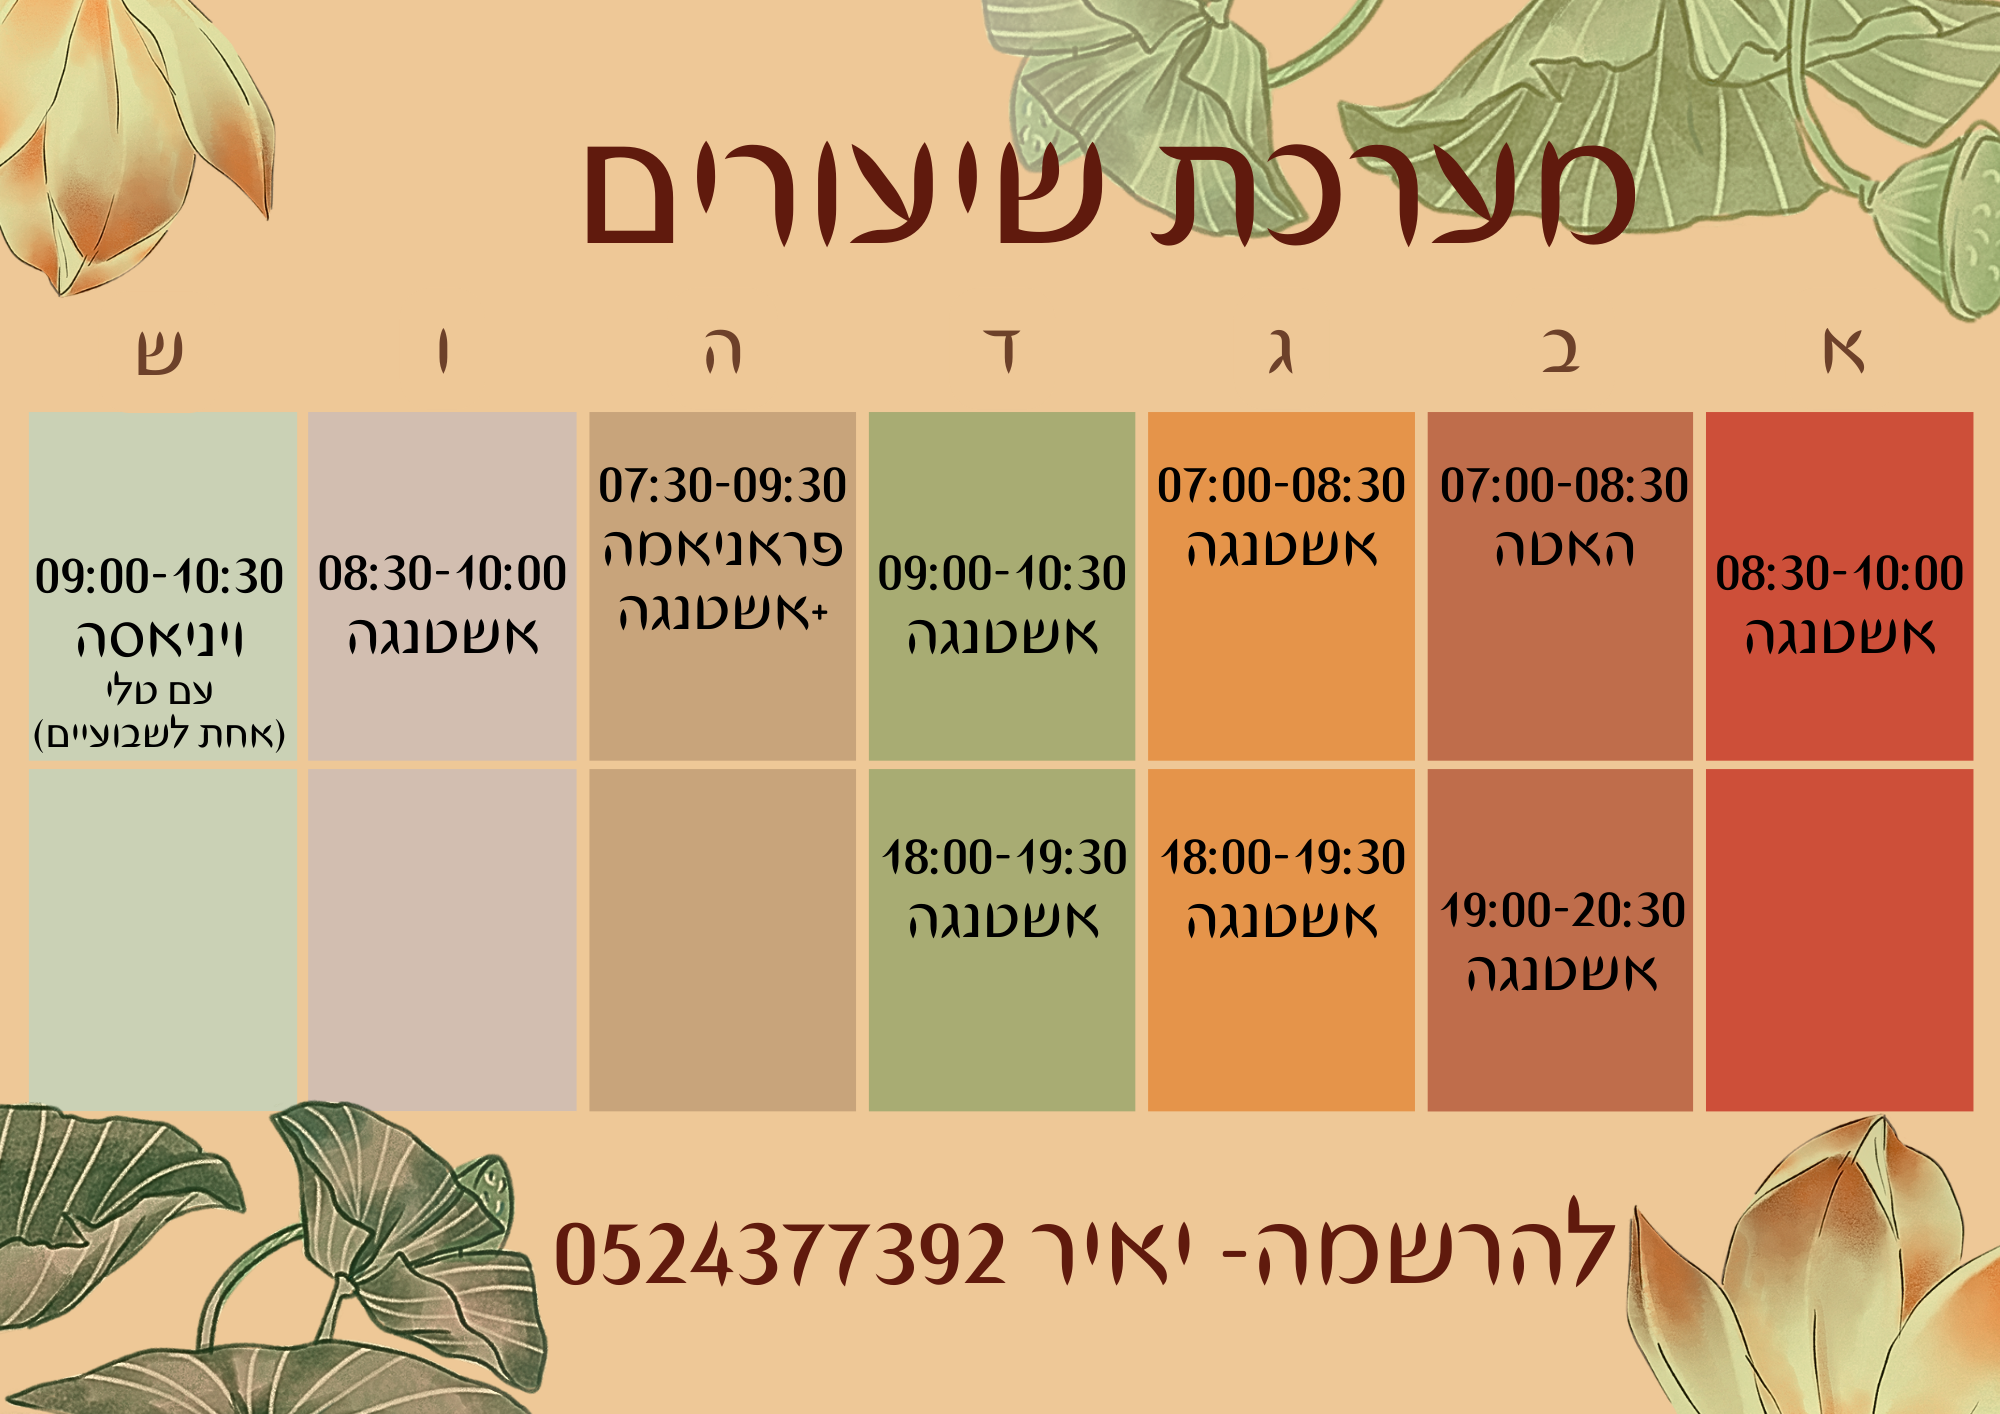 מערכת שיעורים
א ב ג ד ה ו ש
08:30-10:00
אשטנגה
07:00-08:30
האטה
07:00-08:30
אשטנגה
09:00-10:30
אשטנגה
07:30-09:30
פראניאמה
+אשטנגה
08:30-10:00
אשטנגה
09:00-10:30
ויניאסה
עם טלי
(אחת לשבועיים)
19:00-20:30
אשטנגה
18:00-19:30
אשטנגה
18:00-19:30
אשטנגה
להרשמה- יאיר 0524377392